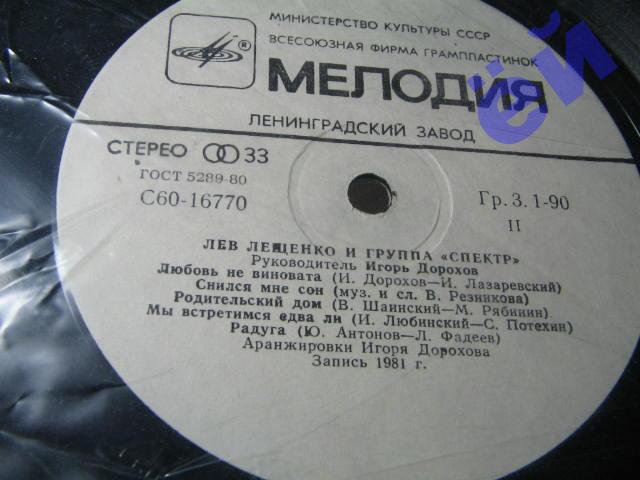 МИНИСТЕРСТВО КУЛЬТУРЫ СССР
ВСЕСОЮЗНАЯ ФИРМА ГРАМПЛАСТИНОК
®
МЕЛОДИЯ
ЛЕНИНГРАДСКИЙ ЗАВОД
СТЕРЕО 33
ГОСТ 5289-80
С60-16770
Гр. 3. 1-90
II
ЛЕВ ЛЕЩЕНКО И ГРУППА «СПЕКТР»
Руководитель Игорь Дорохов
Любовь не виновата (И. Дорохов—И. Лазаревский)
Снился мне сон (муз. и сл. В. Резникова)
Родительский дом (В. Шаинский—М. Рябинин)
Мы встретимся едва ли (И. Любинский—С. Потехин)
Радуга (Ю. Антонов—Л. Фадеев)
Аранжировки Игоря Дорохова
Запись 1981 г.
ёй